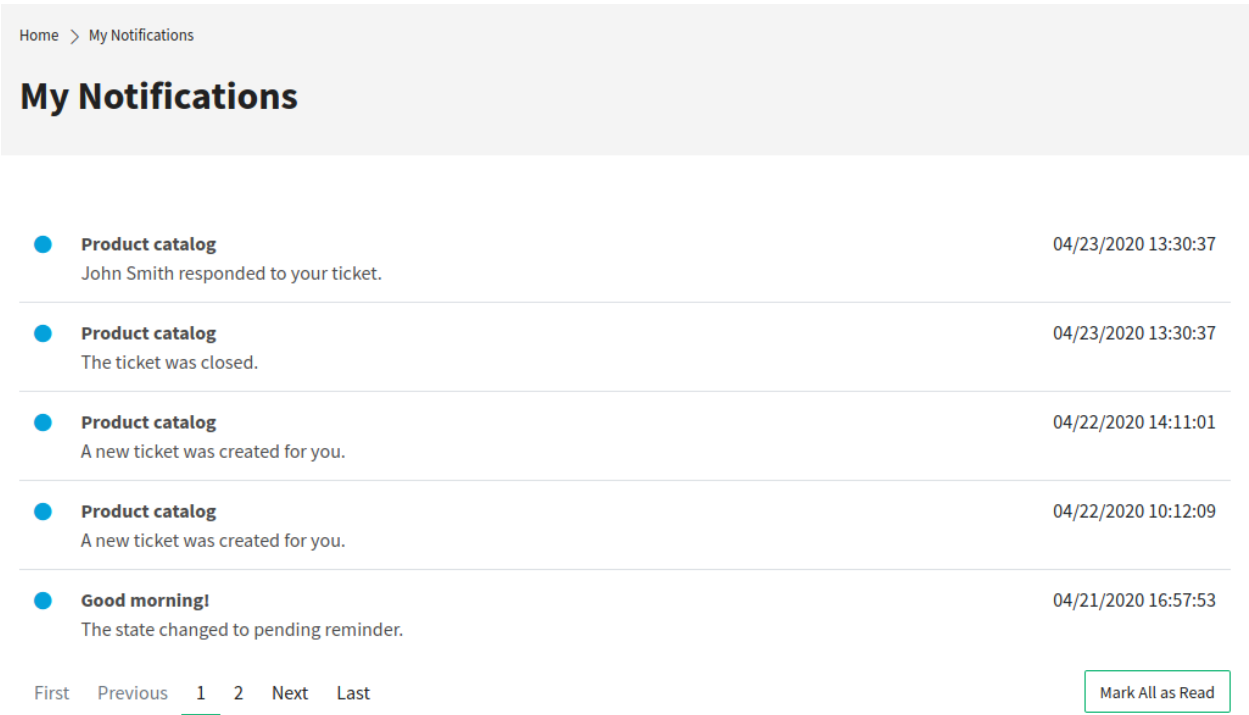 Home > My Notifications
My Notifications
Product catalog 04/23/2020 13:30:37
John Smith responded to your ticket.
Product catalog 04/23/2020 13:30:37
The ticket was closed.
Product catalog 04/22/2020 14:11:01
A new ticket was created for you.
Product catalog 04/22/2020 10:12:09
A new ticket was created for you.
Good morning! 04/21/2020 16:57:53
The state changed to pending reminder.
First Previous 1 2 Next Last Mark All as Read